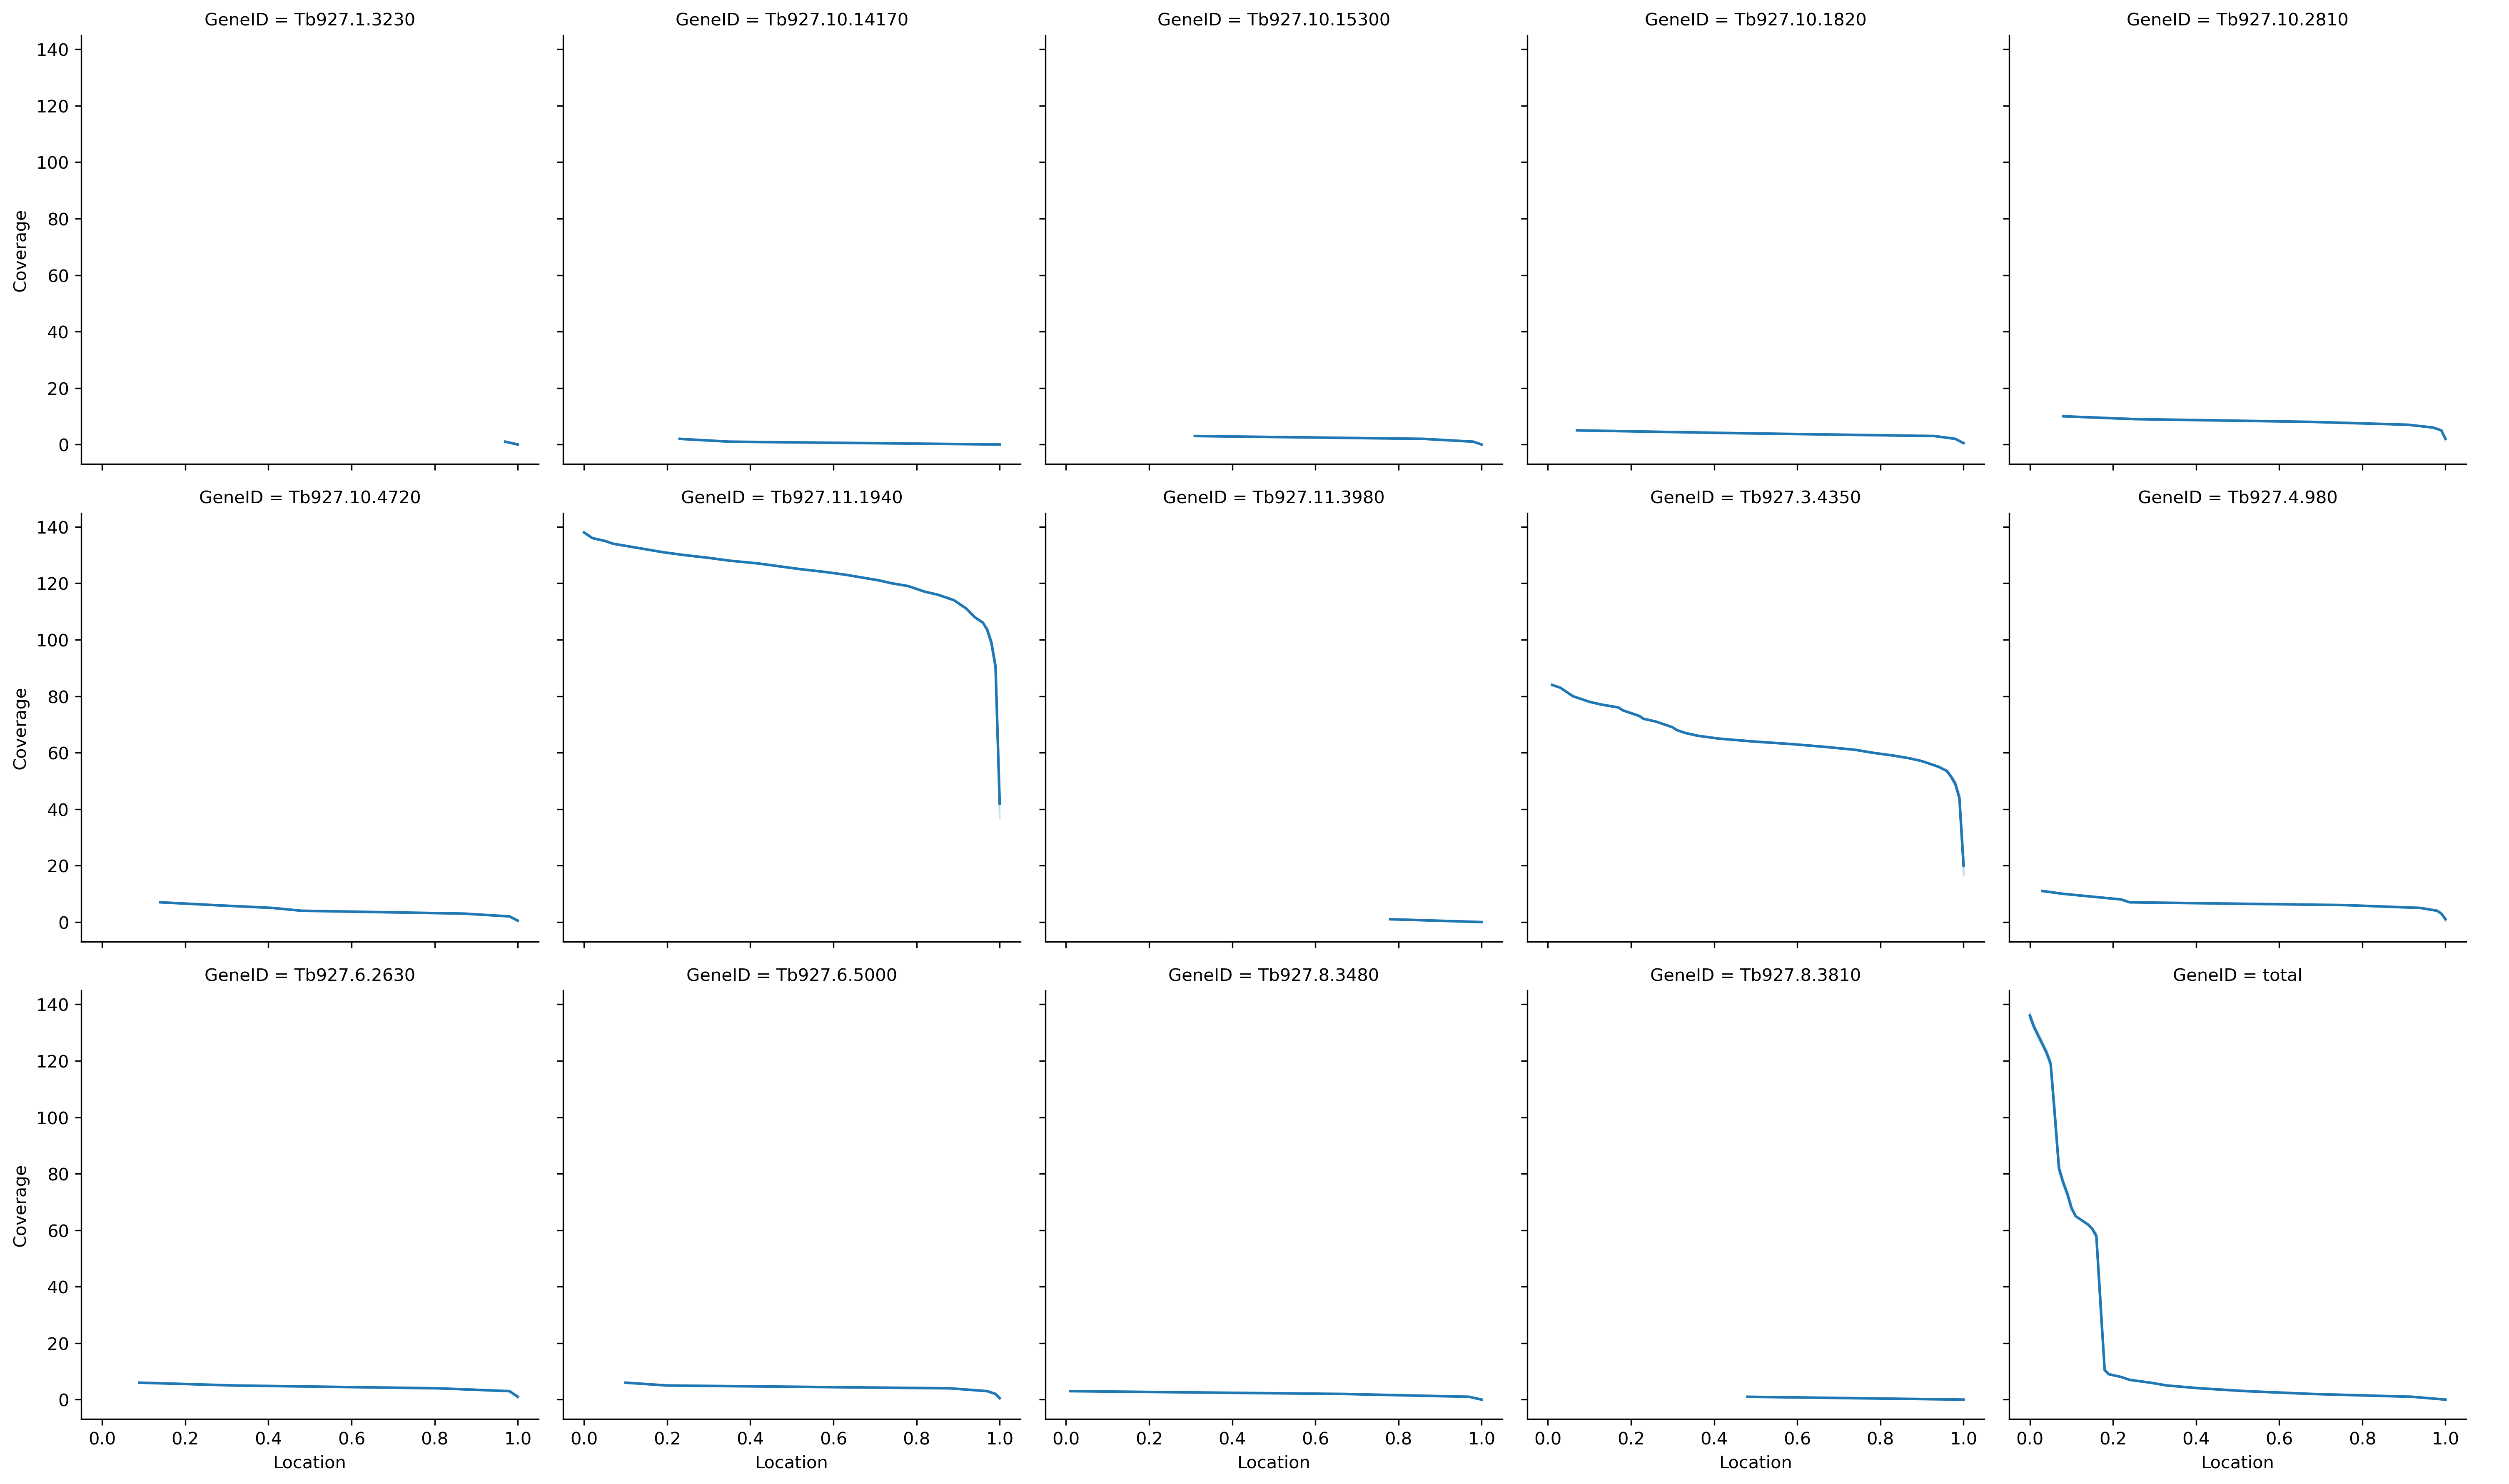 GeneID = Tb927.1.3230
GeneID = Tb927.10.14170
GeneID = Tb927.10.15300
GeneID = Tb927.10.1820
GeneID = Tb927.10.2810
140
120
100
80
60
40
20
0
Coverage
GeneID = Tb927.10.4720
GeneID = Tb927.11.1940
GeneID = Tb927.11.3980
GeneID = Tb927.3.4350
GeneID = Tb927.4.980
140
120
100
80
60
40
20
0
Coverage
GeneID = Tb927.6.2630
GeneID = Tb927.6.5000
GeneID = Tb927.8.3480
GeneID = Tb927.8.3810
GeneID = total
140
120
100
80
60
40
20
0
Coverage
0.0 0.2 0.4 0.6 0.8 1.0
0.0 0.2 0.4 0.6 0.8 1.0
0.0 0.2 0.4 0.6 0.8 1.0
0.0 0.2 0.4 0.6 0.8 1.0
0.0 0.2 0.4 0.6 0.8 1.0
Location
Location
Location
Location
Location